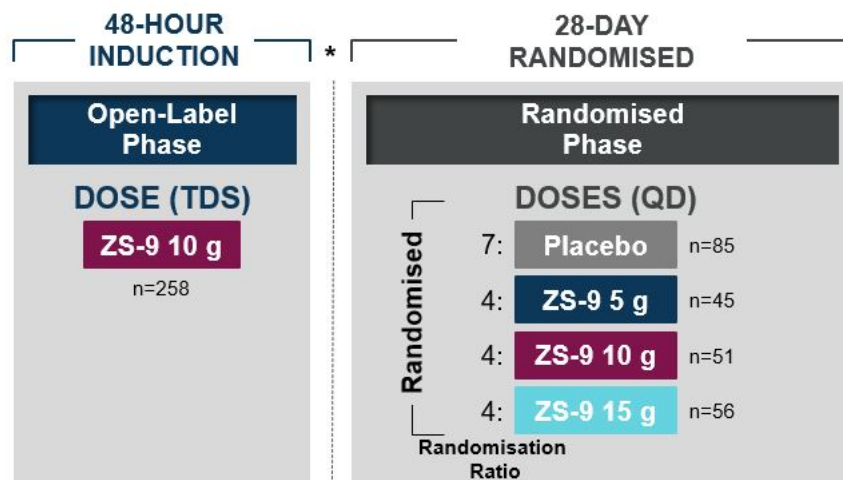 48-HOUR
INDUCTION
*
28-DAY
RANDOMISED
Open-Label
Phase
DOSE (TDS)
ZS-9 10 g
n=258
Randomised
Phase
DOSES (QD)
Randomised
7: Placebo n=85
4: ZS-9 5 g n=45
4: ZS-9 10 g n=51
4: ZS-9 15 g n=56
Randomisation
Ratio